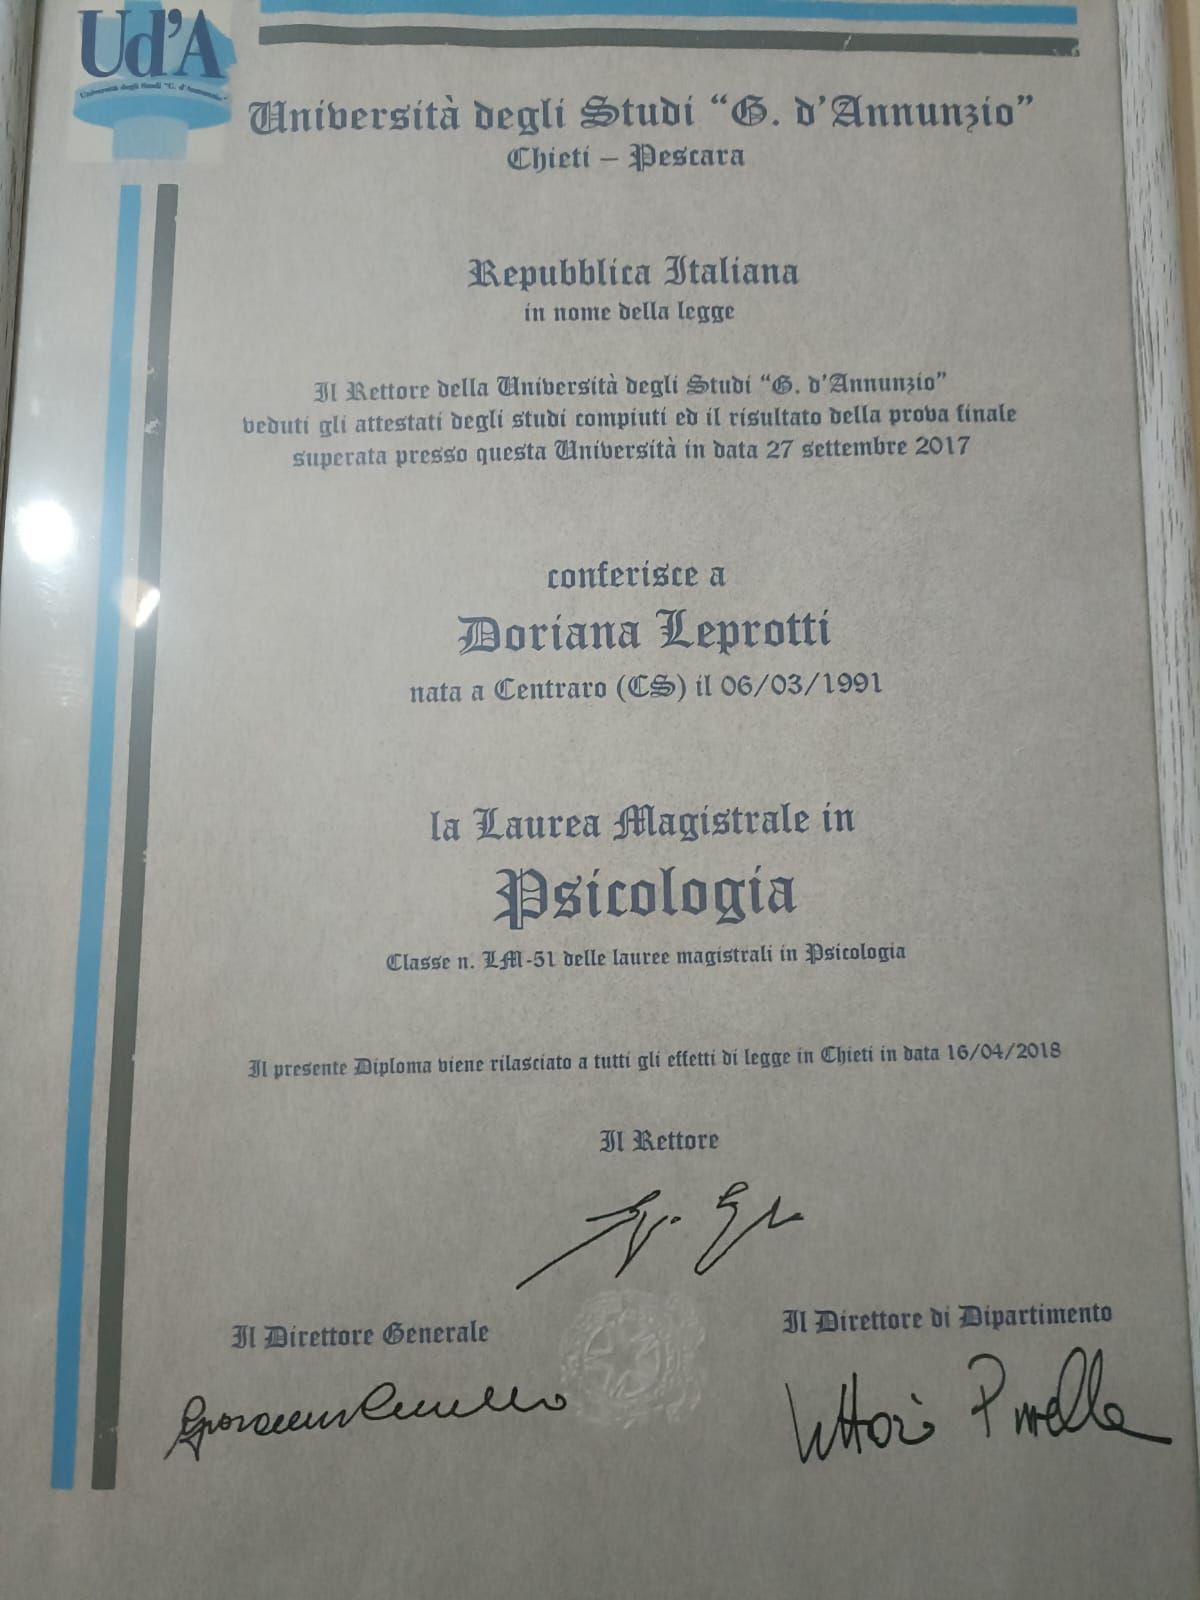 Ud'A
Università degli Studi "G. d'Annunzio"
Università degli Studi "G. d'Annunzio"
Chieti – Pescara
Repubblica Italiana
in nome della legge
Il Rettore della Università degli Studi "G. d'Annunzio"
veduti gli attestati degli studi compiuti ed il risultato della prova finale
superata presso questa Università in data 27 settembre 2017
conferisce a
Doriana Leprotti
nata a Centraro (CS) il 06/03/1991
la Laurea Magistrale in
Psicologia
Classe n. LM-51 delle lauree magistrali in Psicologia
Il presente Diploma viene rilasciato a tutti gli effetti di legge in Chieti in data 16/04/2018
Il Rettore
Il Direttore Generale
Il Direttore di Dipartimento